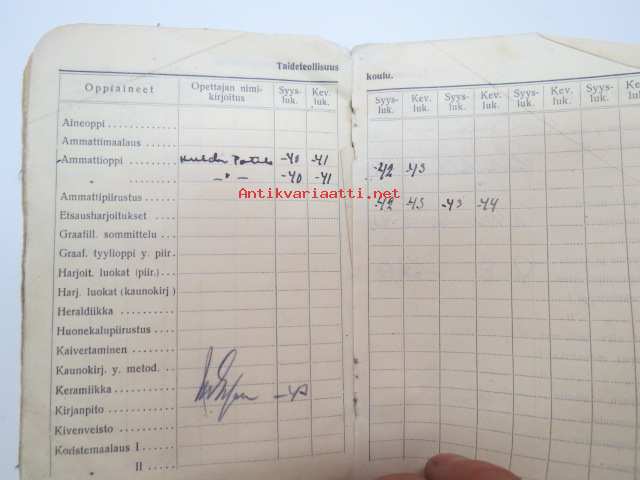 Taideteollisuus koulu.
Oppiaineet Opettajan nimi-kirjoitus Syys-luk. Kev. luk. Syys-luk. Kev. luk. Syys-luk. Kev. luk. Syys-luk. Kev. luk. Syys-luk.
Aineoppi
Ammattimaalaus
Ammattioppi -40 -41 -42 -43
" — " — -40 -41
Antikvariaatti.net
Ammattipiirustus -42 -43 -43 -44
Etsausharjoitukset
Graafill. sommittelu
Graaf. tyylioppi y. piir.
Harjoit. luokat (piir.)
Harj. luokat (kaunokirj.)
Heraldiikka
Huonekalupiirustus
Kaivertaminen
Kaunokirj. y. metod.
Keramiikka
Kirjanpito
Kivenveisto
Koristemaalaus I
" II